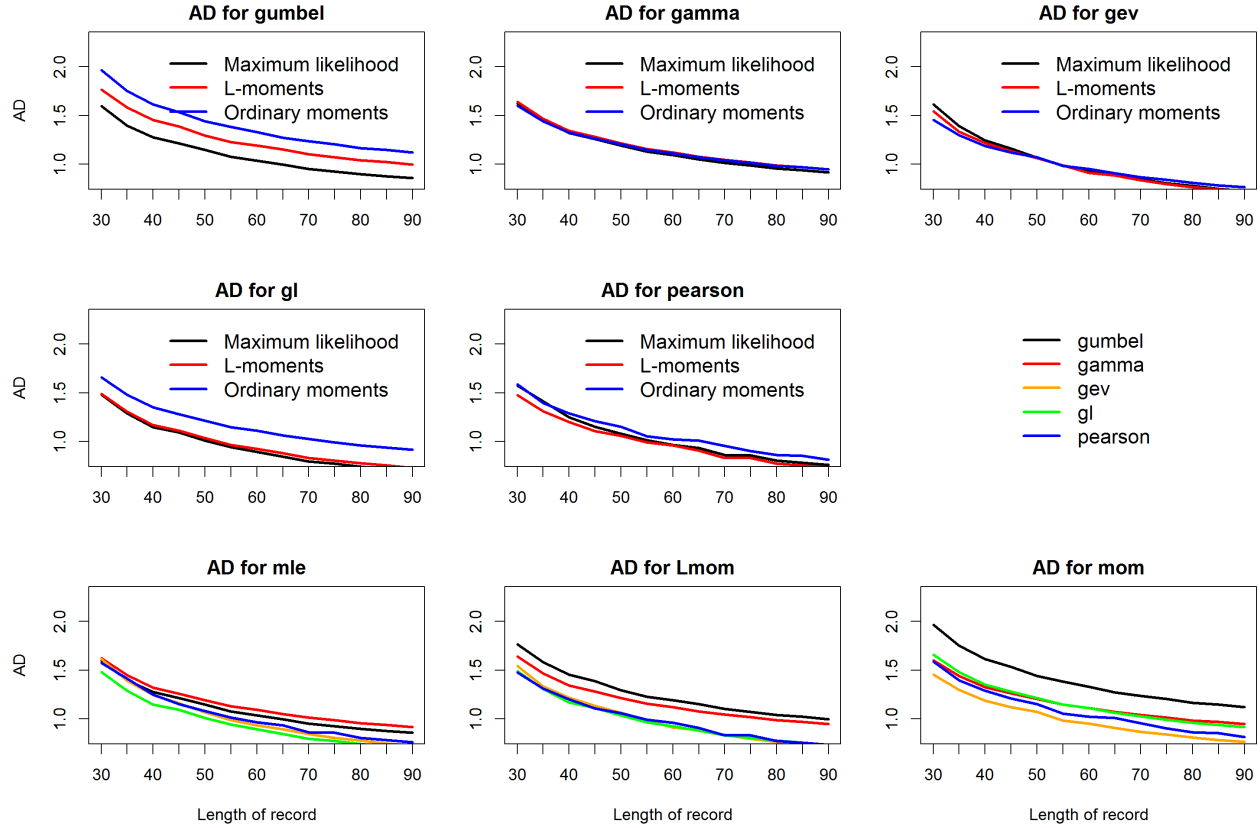 AD for gumbel
AD for gamma
AD for gev
AD
2.0
1.5
1.0
Maximum likelihood
L-moments
Ordinary moments
30 40 50 60 70 80 90
2.0
1.5
1.0
Maximum likelihood
L-moments
Ordinary moments
30 40 50 60 70 80 90
2.0
1.5
1.0
Maximum likelihood
L-moments
Ordinary moments
30 40 50 60 70 80 90
AD for gl
AD for pearson
AD
2.0
1.5
1.0
Maximum likelihood
L-moments
Ordinary moments
30 40 50 60 70 80 90
2.0
1.5
1.0
Maximum likelihood
L-moments
Ordinary moments
30 40 50 60 70 80 90
gumbel
gamma
gev
gl
pearson
AD for mle
AD for Lmom
AD for mom
AD
2.0
1.5
1.0
30 40 50 60 70 80 90
Length of record
2.0
1.5
1.0
30 40 50 60 70 80 90
Length of record
2.0
1.5
1.0
30 40 50 60 70 80 90
Length of record